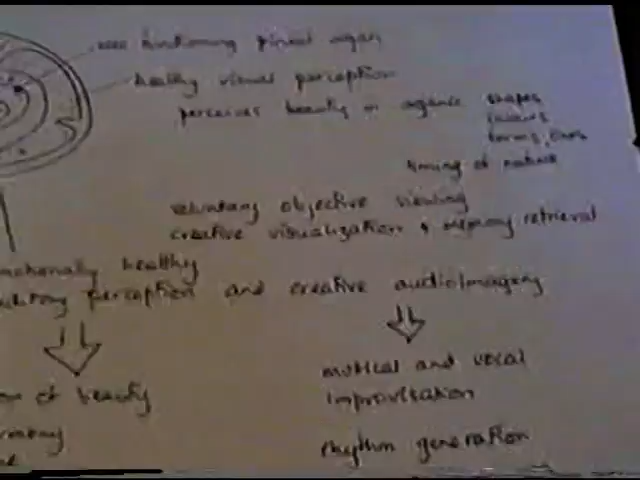 functioning pineal organ
healthy visual perception
perceives beauty in organic shapes
forms, lines
timing of nature
voluntary objective viewing
creative visualization & memory retrieval
healthy
perception and creative audioImagery
of beauty
musical and vocal
improvisation
rhythm generation